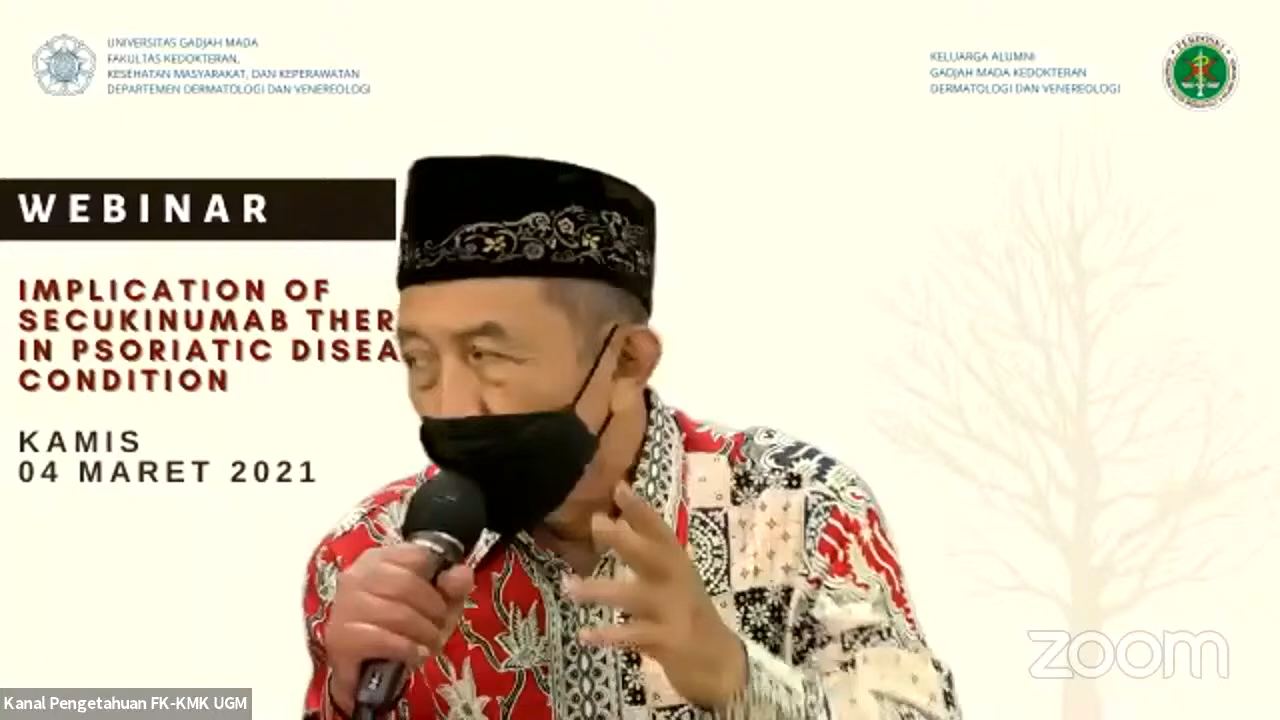 UNIVERSITAS GADJAH MADA
FAKULTAS KEDOKTERAN,
KESEHATAN MASYARAKAT, DAN KEPERAWATAN
DEPARTEMEN DERMATOLOGI DAN VENEREOLOGI
KELUARGA ALUMNI
GADJAH MADA KEDOKTERAN
DERMATOLOGI DAN VENEREOLOGI
PERDOSKI
WEBINAR
IMPLICATION OF
SECUKINUMAB THER
IN PSORIATIC DISEA
CONDITION
KAMIS
04 MARET 2021
zoom
Kanal Pengetahuan FK-KMK UGM